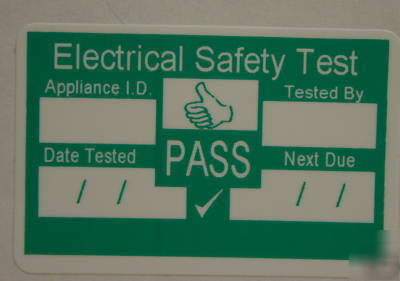 Electrical Safety Test
Appliance I.D.
Tested By
PASS
Date Tested
Next Due
/ /
/ /